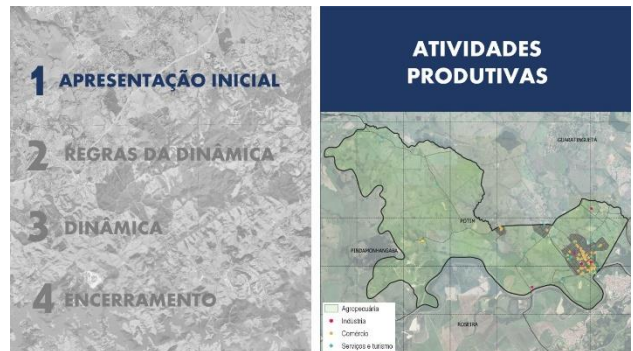 1 APRESENTAÇÃO INICIAL
2 REGRAS DA DINÂMICA
3 DINÂMICA
4 ENCERRAMENTO
ATIVIDADES
PRODUTIVAS
GUARATINGUETÁ
POTIM
PINDAMONHANGABA
ROSEIRA
Agropecuária
Indústria
Comércio
Serviços e turismo